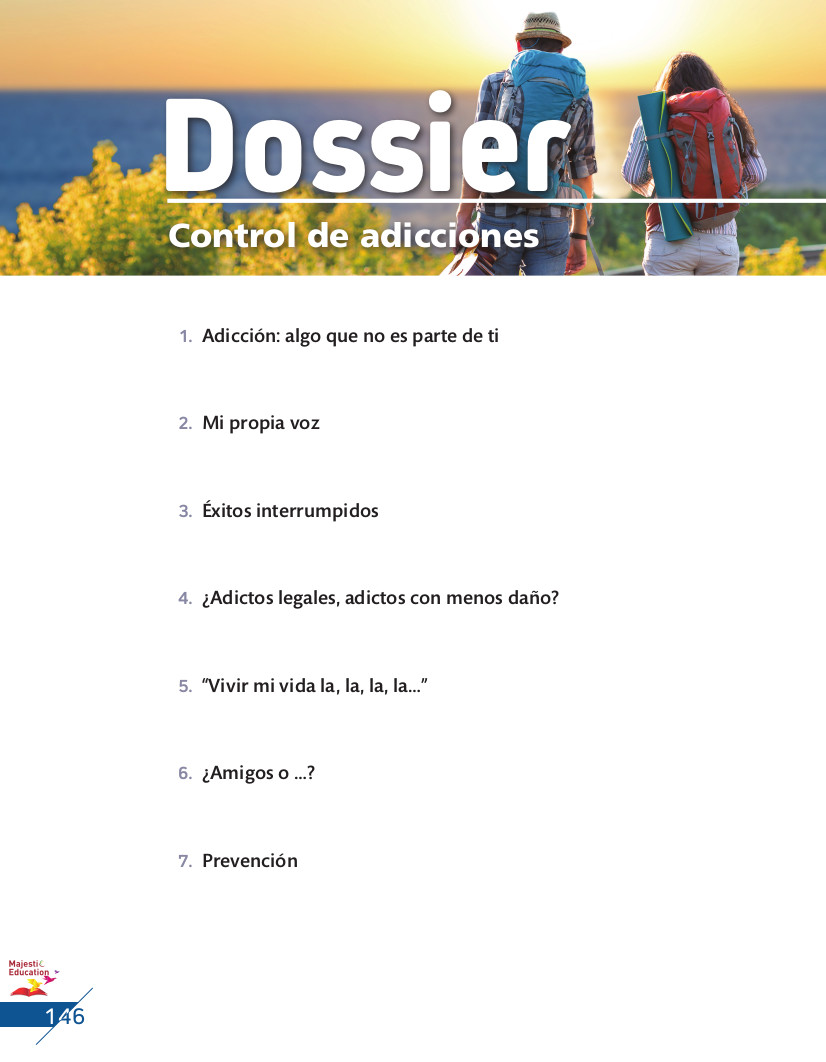 Dossier
Control de adicciones
1. Adicción: algo que no es parte de ti
2. Mi propia voz
3. Éxitos interrumpidos
4. ¿Adictos legales, adictos con menos daño?
5. “Vivir mi vida la, la, la, la...”
6. ¿Amigos o ...?
7. Prevención
Majesti
Education
146